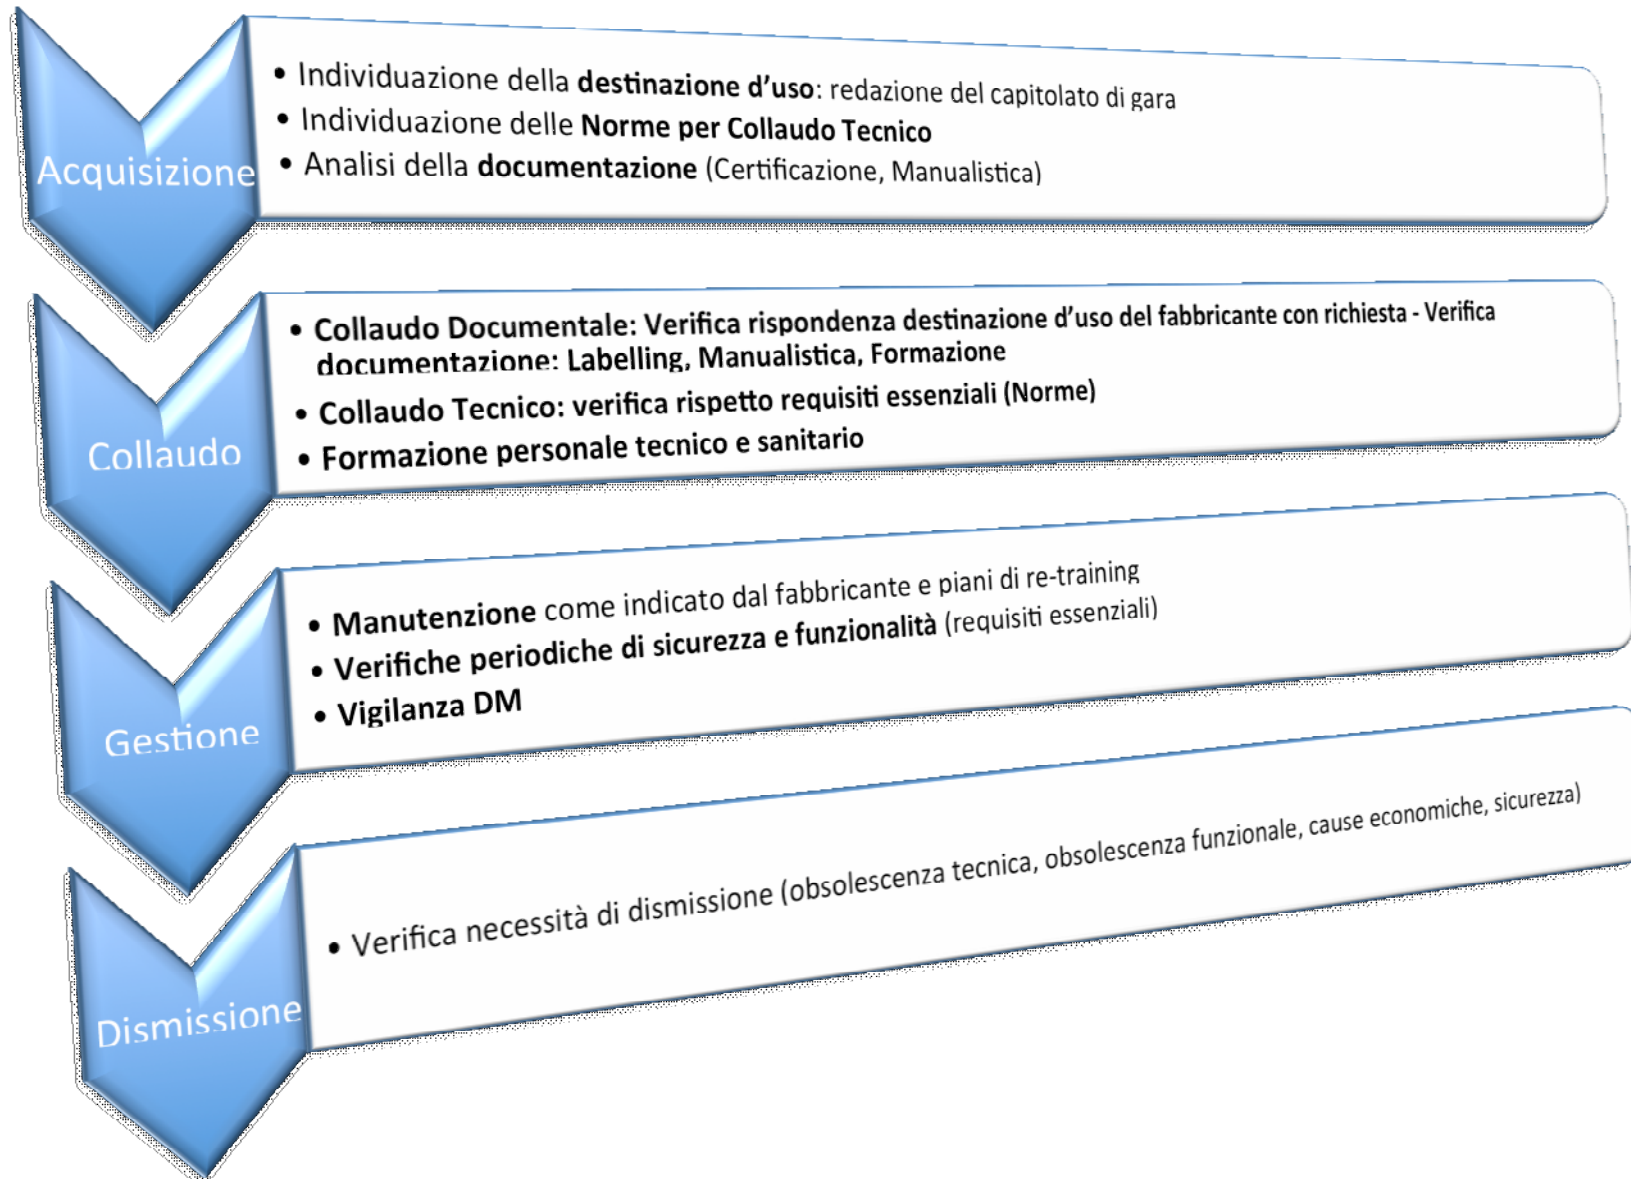 Acquisizione
• Individuazione della destinazione d'uso: redazione del capitolato di gara
• Individuazione delle Norme per Collaudo Tecnico
• Analisi della documentazione (Certificazione, Manualistica)
Collaudo
• Collaudo Documentale: Verifica rispondenza destinazione d'uso del fabbricante con richiesta - Verifica
documentazione: Labelling, Manualistica, Formazione
• Collaudo Tecnico: verifica rispetto requisiti essenziali (Norme)
• Formazione personale tecnico e sanitario
Gestione
• Manutenzione come indicato dal fabbricante e piani di re-training
• Verifiche periodiche di sicurezza e funzionalità (requisiti essenziali)
• Vigilanza DM
Dismissione
• Verifica necessità di dismissione (obsolescenza tecnica, obsolescenza funzionale, cause economiche, sicurezza)